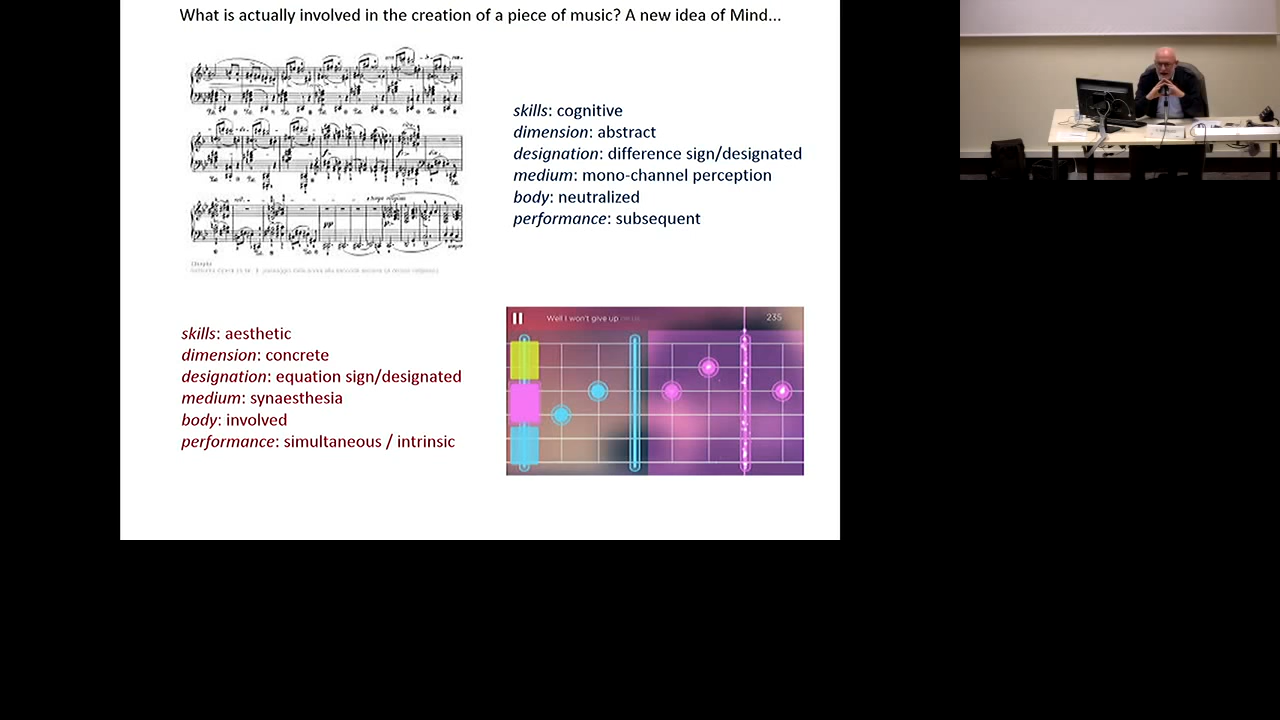 What is actually involved in the creation of a piece of music? A new idea of Mind...
skills: cognitive
dimension: abstract
designation: difference sign/designated
medium: mono-channel perception
body: neutralized
performance: subsequent
skills: aesthetic
dimension: concrete
designation: equation sign/designated
medium: synaesthesia
body: involved
performance: simultaneous / intrinsic
Well I won't give up
235